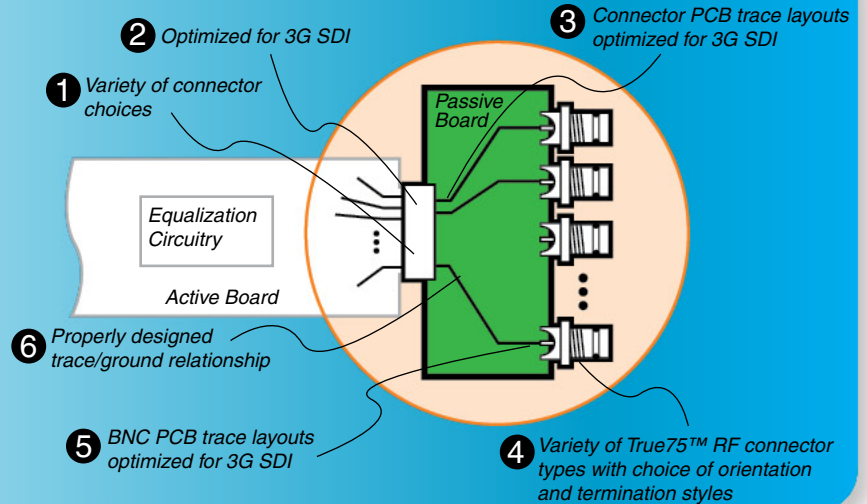 3 Connector PCB trace layouts
optimized for 3G SDI
2 Optimized for 3G SDI
1 Variety of connector
choices
Passive
Board
Equalization
Circuitry
Active Board
6 Properly designed
trace/ground relationship
5 BNC PCB trace layouts
optimized for 3G SDI
4 Variety of True75™ RF connector
types with choice of orientation
and termination styles